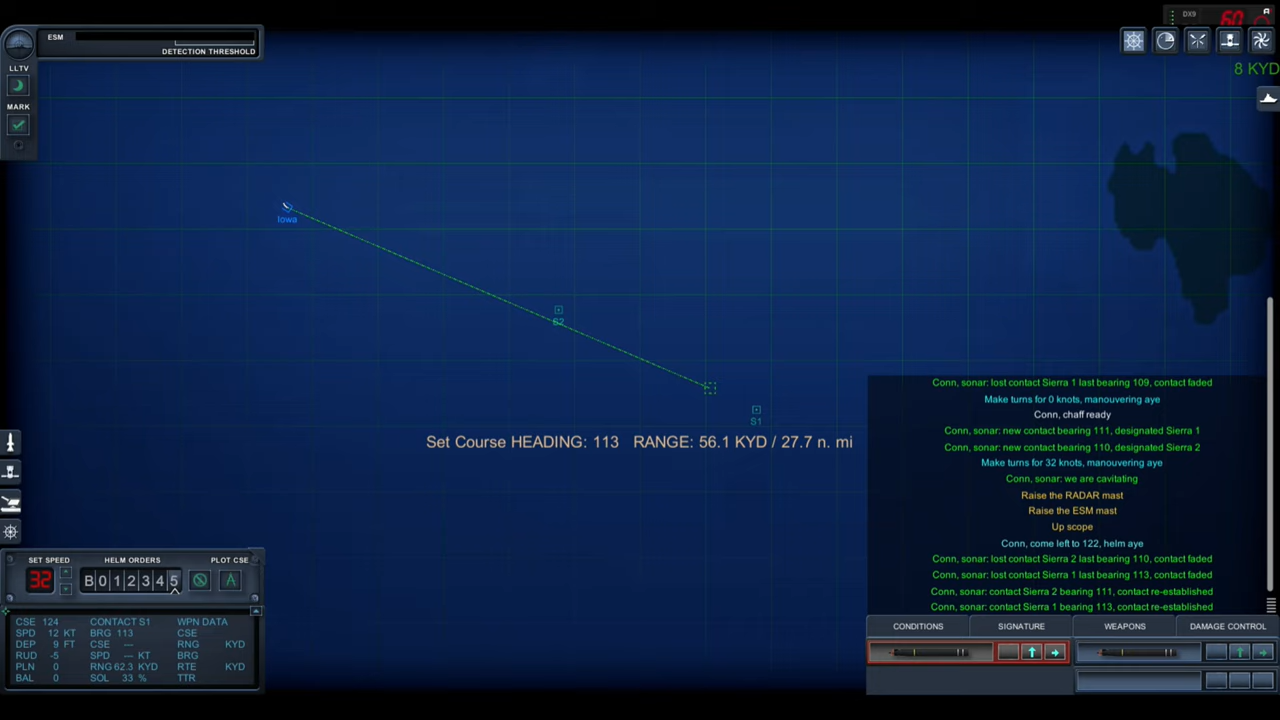 DX9 60 A
ESM
DETECTION THRESHOLD
LLTV
8 KYD
MARK
Iowa
S2
S1
Set Course HEADING: 113 RANGE: 56.1 KYD / 27.7 n. mi
Conn, sonar: lost contact Sierra 1 last bearing 109, contact faded
Make turns for 0 knots, manouvering aye
Conn, chaff ready
Conn, sonar: new contact bearing 111, designated Sierra 1
Conn, sonar: new contact bearing 110, designated Sierra 2
Make turns for 32 knots, manouvering aye
Conn, sonar: we are cavitating
Raise the RADAR mast
Raise the ESM mast
Up scope
Conn, come left to 122, helm aye
Conn, sonar: lost contact Sierra 2 last bearing 110, contact faded
Conn, sonar: lost contact Sierra 1 last bearing 113, contact faded
Conn, sonar: contact Sierra 2 bearing 111, contact re-established
Conn, sonar: contact Sierra 1 bearing 113, contact re-established
SET SPEED HELM ORDERS PLOT CSE
32 B 0 1 2 3 4 5 A
CSE 124 CONTACT S1 WPN DATA
SPD 12 KT BRG 113 CSE
DEP 9 FT CSE --- RNG KYD
RUD -5 SPD --- KT BRG
PLN 0 RNG 62.3 KYD RTE KYD
BAL 0 SOL 33 % TTR
CONDITIONS SIGNATURE WEAPONS DAMAGE CONTROL